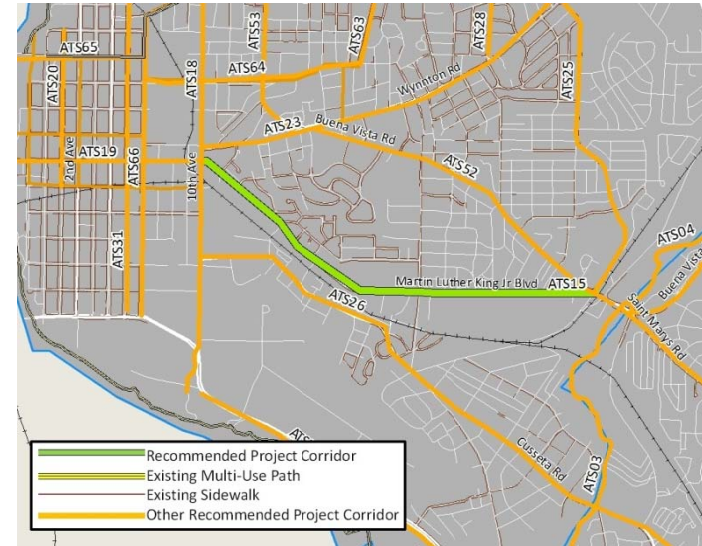 ATS65
ATS20
2nd Ave
ATS19
ATS66
ATS31
ATS18
10th Ave
ATS53
ATS64
ATS63
ATS28
Wynnton Rd
ATS25
ATS23
Buena Vista Rd
ATS52
ATS04
Buena Vista
Martin Luther King Jr Blvd
ATS15
Saint Marys Rd
ATS26
Cusseta Rd
ATS03
Recommended Project Corridor
Existing Multi-Use Path
Existing Sidewalk
Other Recommended Project Corridor